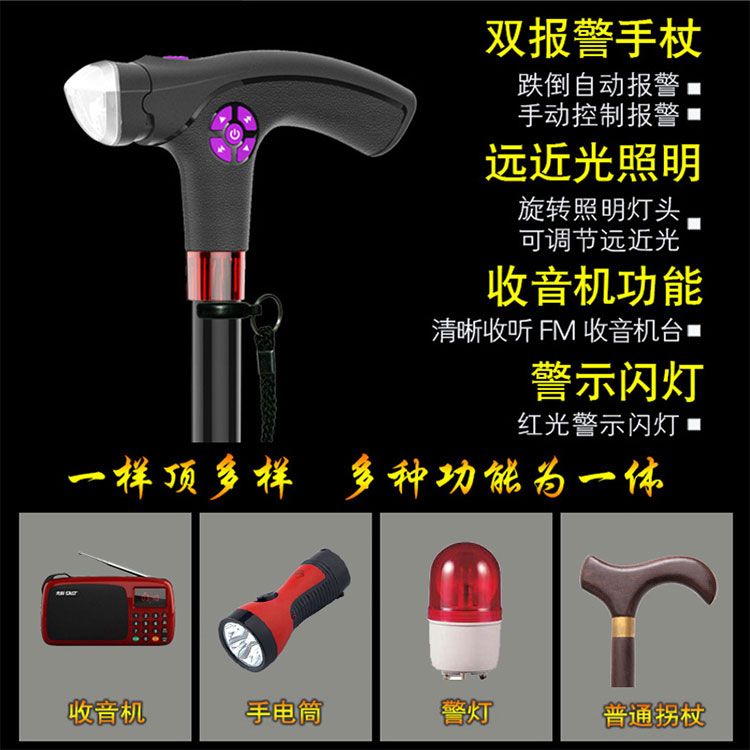 双报警手杖
跌倒自动报警
手动控制报警
远近光照明
旋转照明灯头
可调节远近光
收音机功能
清晰收听 FM 收音机台
警示闪灯
红光警示闪灯
一样顶多样 多种功能为一体
收音机
手电筒
警灯
普通拐杖